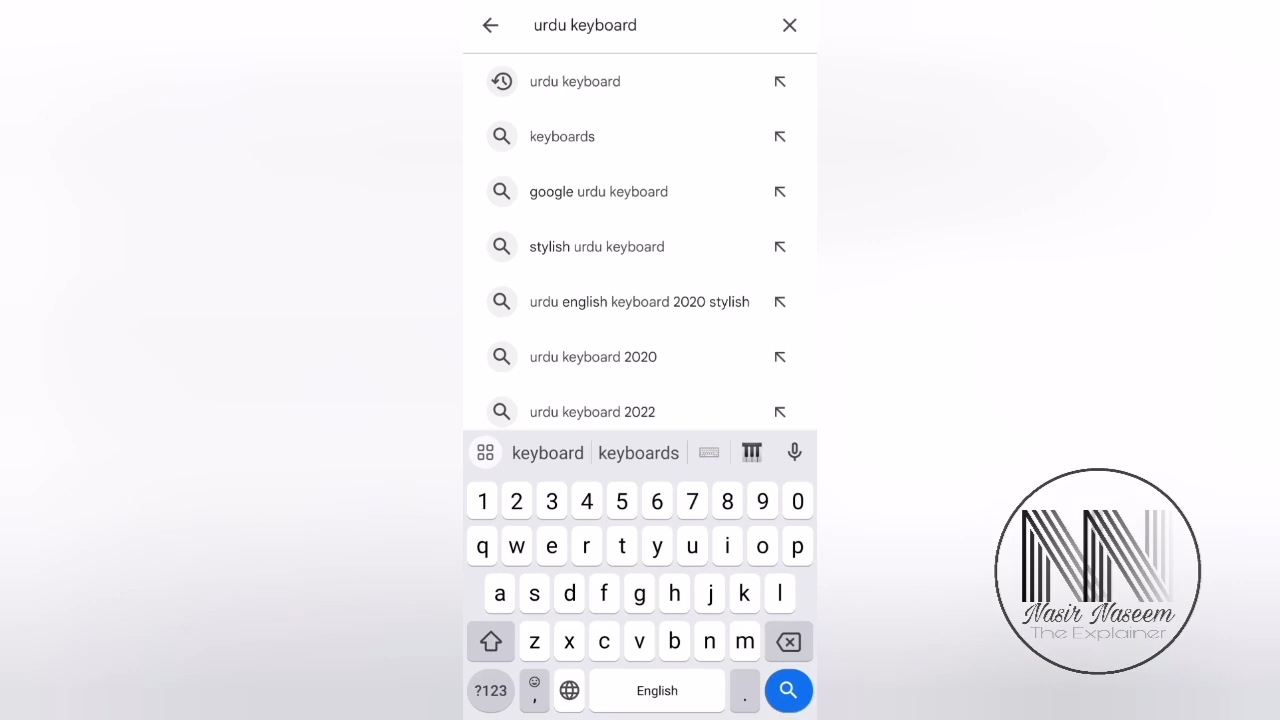 urdu keyboard
urdu keyboard
keyboards
google urdu keyboard
stylish urdu keyboard
urdu english keyboard 2020 stylish
urdu keyboard 2020
urdu keyboard 2022
keyboard keyboards
1 2 3 4 5 6 7 8 9 0
q w e r t y u i o p
a s d f g h j k l
z x c v b n m
?123 , English .
NN
Nasir Naseem
The Explainer